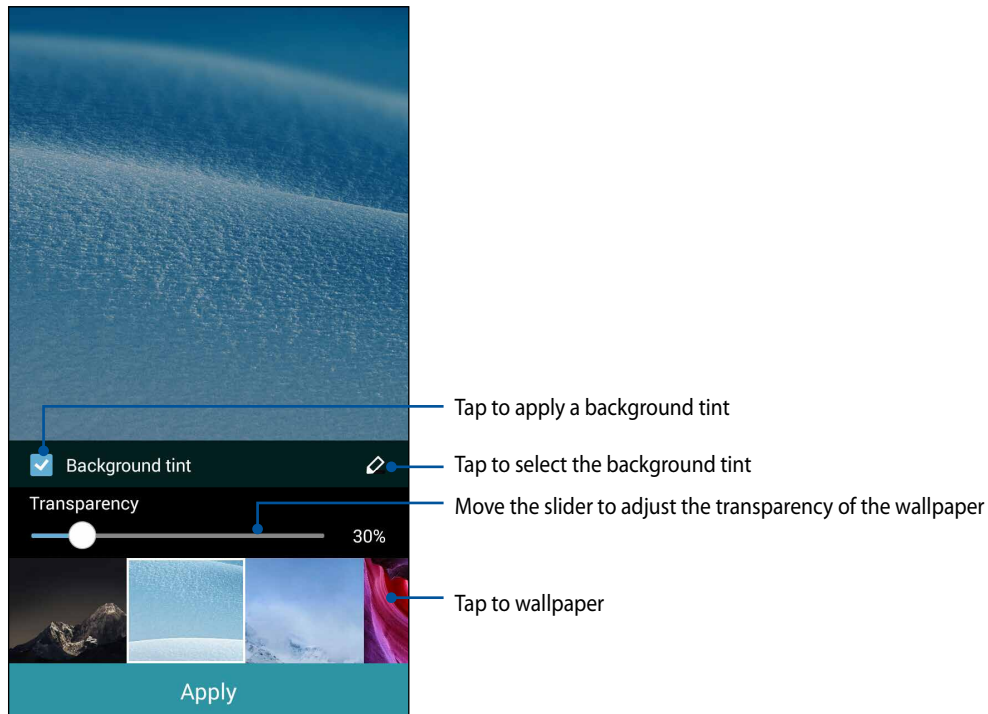 Tap to apply a background tint
Background tint
Tap to select the background tint
Transparency
Move the slider to adjust the transparency of the wallpaper
30%
Tap to wallpaper
Apply